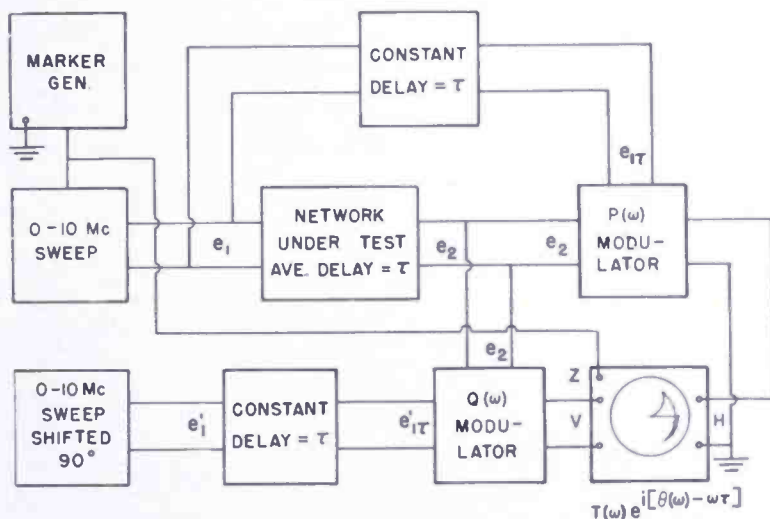 MARKER
GEN.
CONSTANT
DELAY = τ
e₁τ
0-10 Mc
SWEEP
e₁
NETWORK
UNDER TEST
AVE. DELAY = τ
e₂
e₂
P(ω)
MODU-
LATOR
e₂
0-10 Mc
SWEEP
SHIFTED
90°
e'₁
CONSTANT
DELAY = τ
e'₁τ
Q(ω)
MODU-
LATOR
Z
V
H
T(ω) e^{i[θ(ω)-ωτ]}